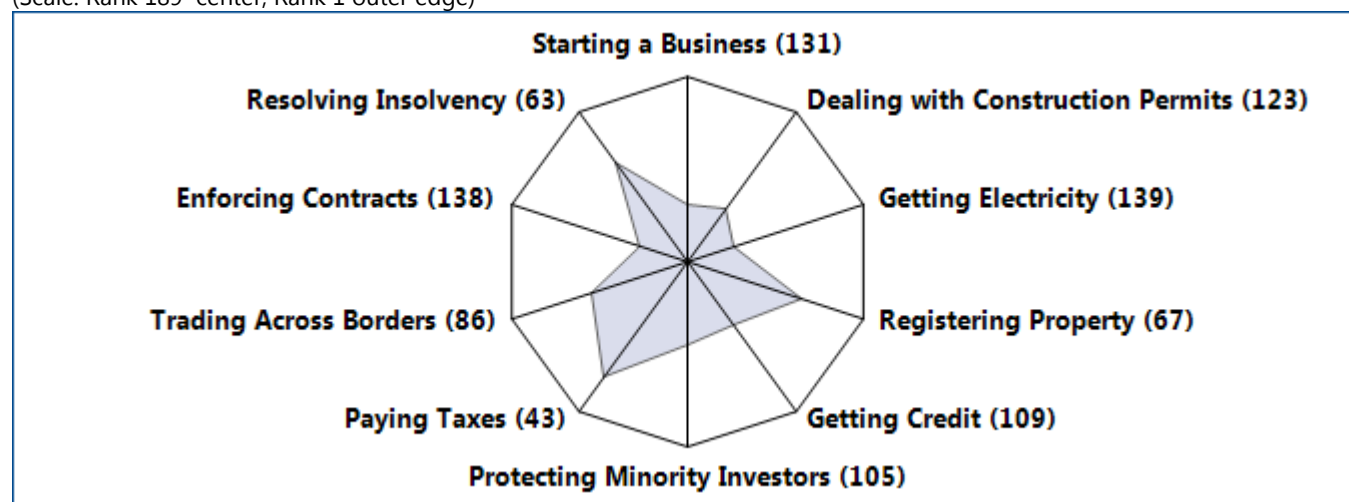 (Scale: Rank 189 center, Rank 1 outer edge)
Starting a Business (131)
Resolving Insolvency (63)
Dealing with Construction Permits (123)
Enforcing Contracts (138)
Getting Electricity (139)
Trading Across Borders (86)
Registering Property (67)
Paying Taxes (43)
Getting Credit (109)
Protecting Minority Investors (105)